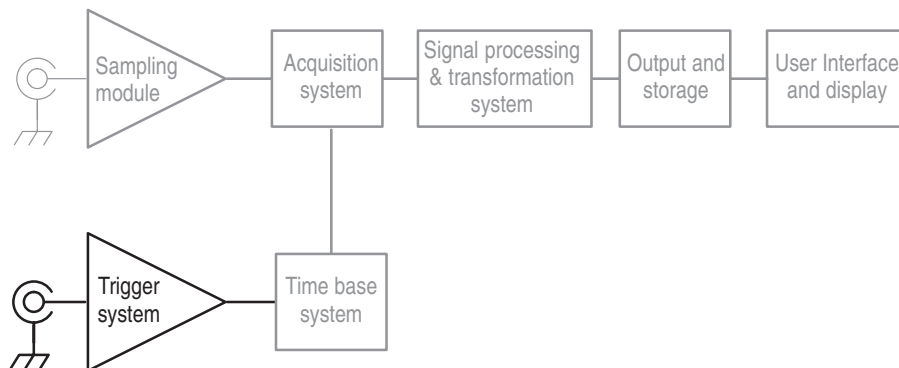 Sampling
module
Acquisition
system
Signal processing
& transformation
system
Output and
storage
User Interface
and display
Trigger
system
Time base
system